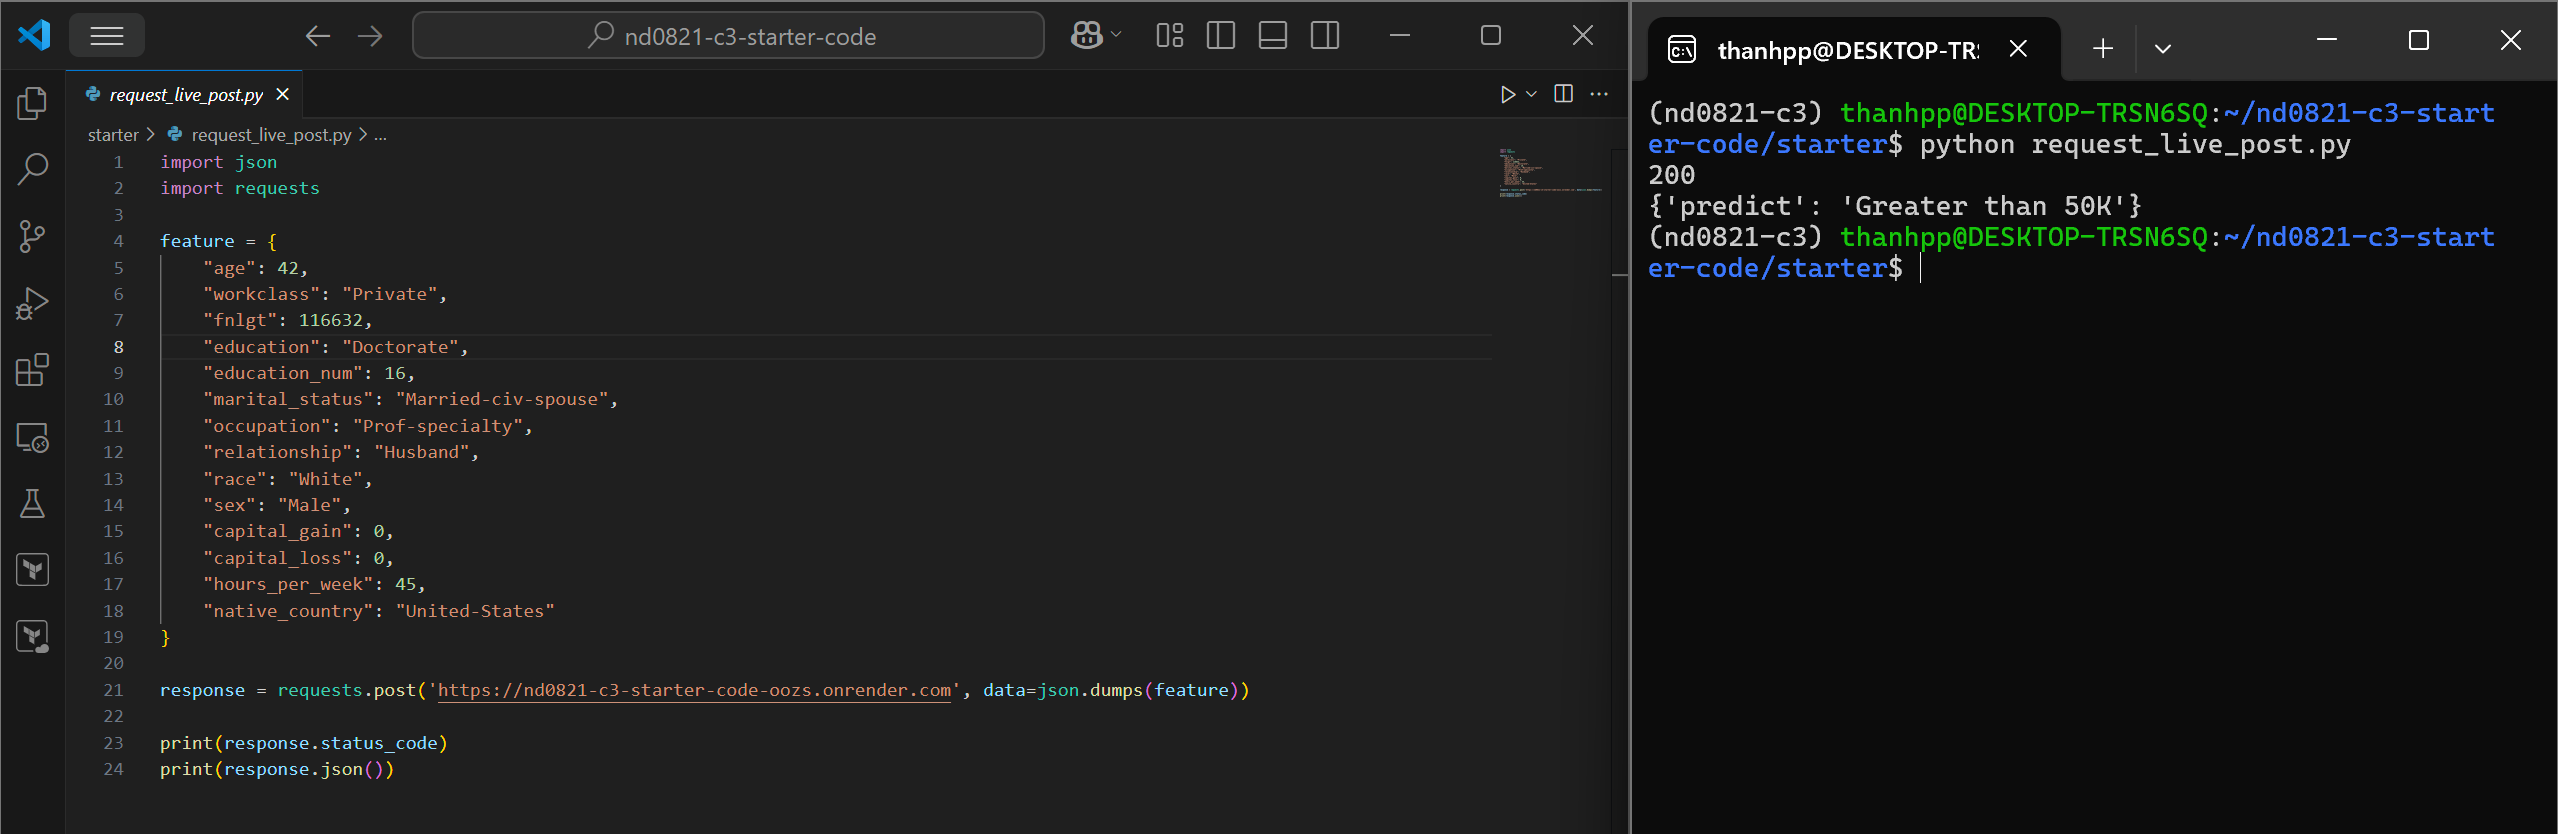 nd0821-c3-starter-code
request_live_post.py
starter > request_live_post.py > ...
1 import json
2 import requests
3
4 feature = {
5 "age": 42,
6 "workclass": "Private",
7 "fnlgt": 116632,
8 "education": "Doctorate",
9 "education_num": 16,
10 "marital_status": "Married-civ-spouse",
11 "occupation": "Prof-specialty",
12 "relationship": "Husband",
13 "race": "White",
14 "sex": "Male",
15 "capital_gain": 0,
16 "capital_loss": 0,
17 "hours_per_week": 45,
18 "native_country": "United-States"
19 }
20
21 response = requests.post('https://nd0821-c3-starter-code-oozs.onrender.com', data=json.dumps(feature))
22
23 print(response.status_code)
24 print(response.json())
thanhpp@DESKTOP-TR
(nd0821-c3) thanhpp@DESKTOP-TRSN6SQ:~/nd0821-c3-start
er-code/starter$ python request_live_post.py
200
{'predict': 'Greater than 50K'}
(nd0821-c3) thanhpp@DESKTOP-TRSN6SQ:~/nd0821-c3-start
er-code/starter$